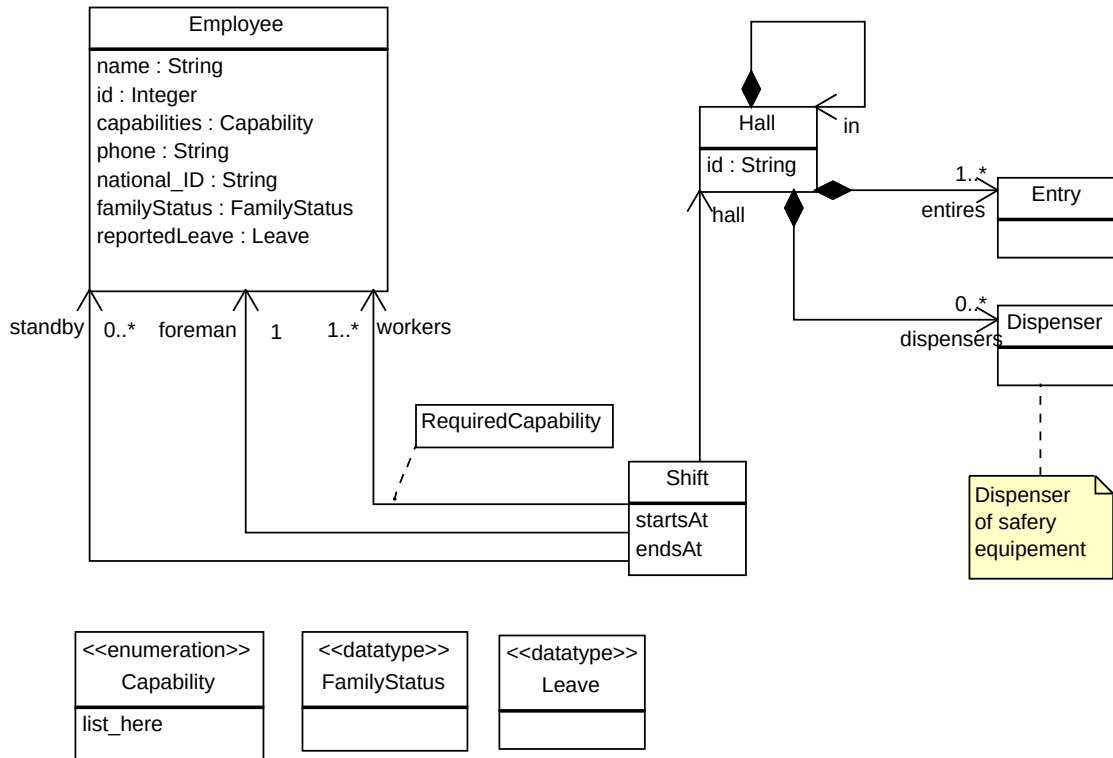 Employee
name : String
id : Integer
capabilities : Capability
phone : String
national_ID : String
familyStatus : FamilyStatus
reportedLeave : Leave
Hall
id : String
in
hall
1..*
entires
Entry
0..*
dispensers
Dispenser
standby
0..*
foreman
1
1..*
workers
RequiredCapability
Shift
startsAt
endsAt
Dispenser
of safery
equipement
<<enumeration>>
Capability
list_here
<<datatype>>
FamilyStatus
<<datatype>>
Leave